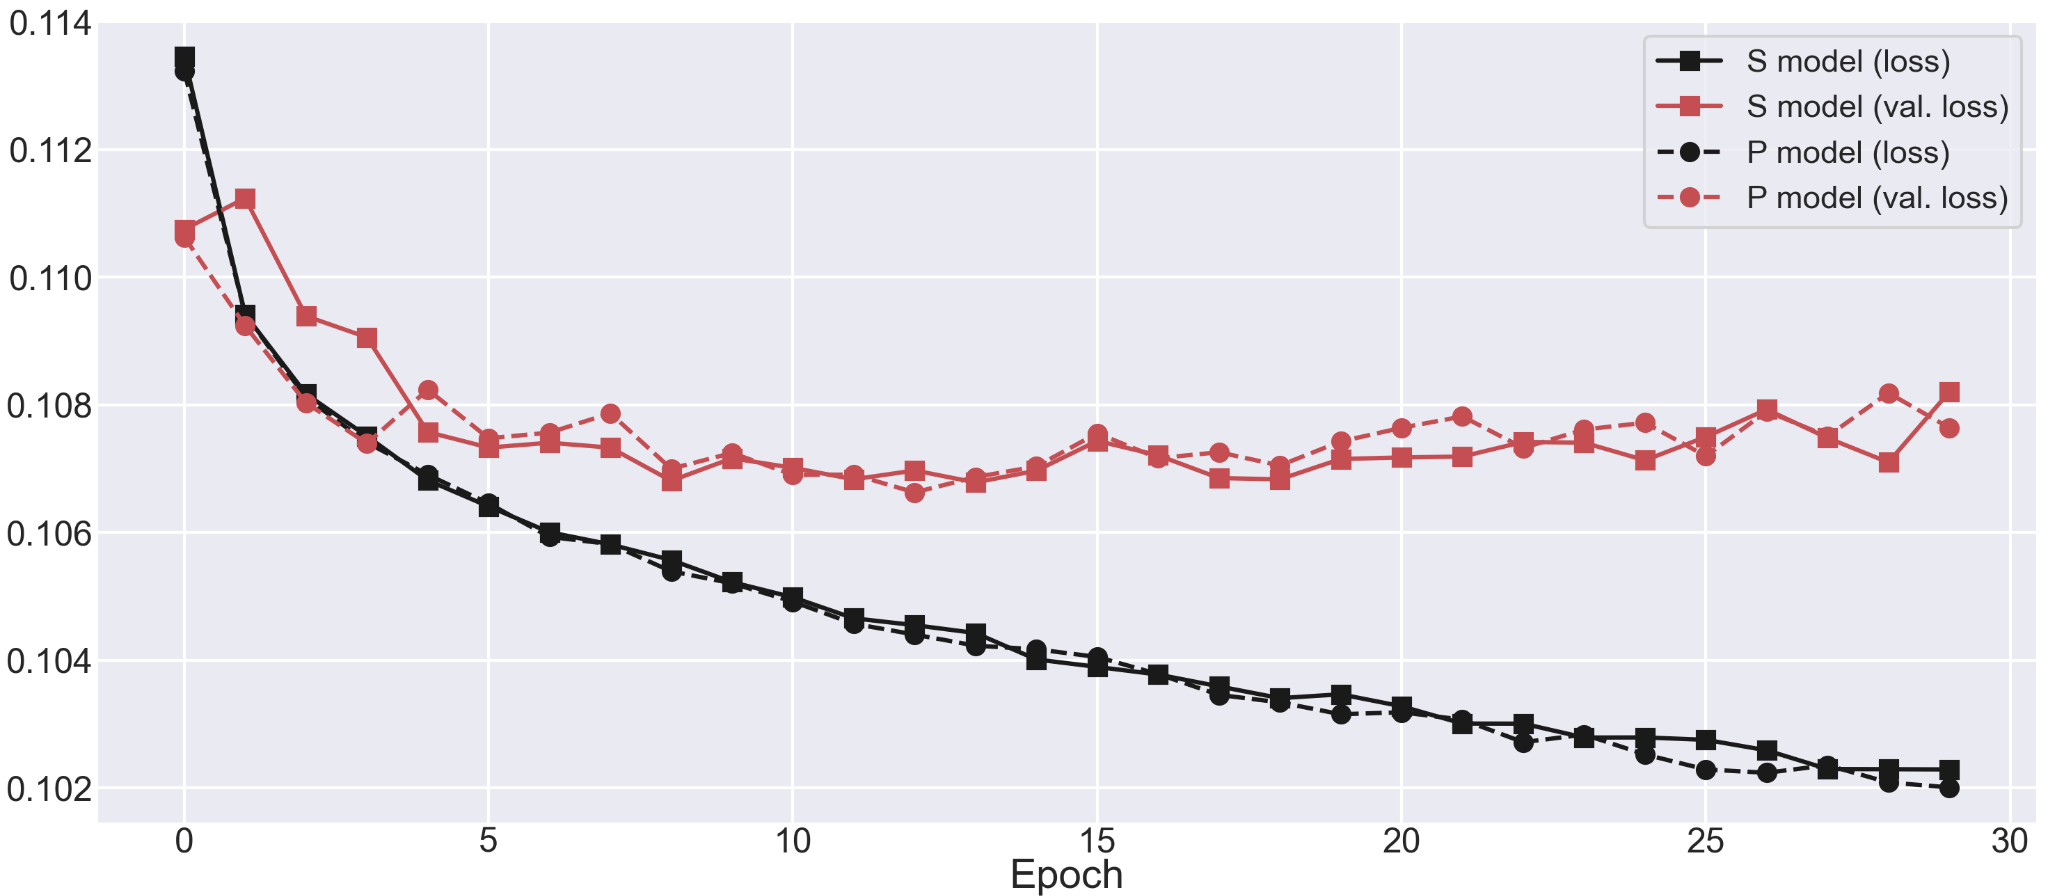 0.114
0.112
0.110
0.108
0.106
0.104
0.102
S model (loss)
S model (val. loss)
P model (loss)
P model (val. loss)
0 5 10 15 20 25 30
Epoch